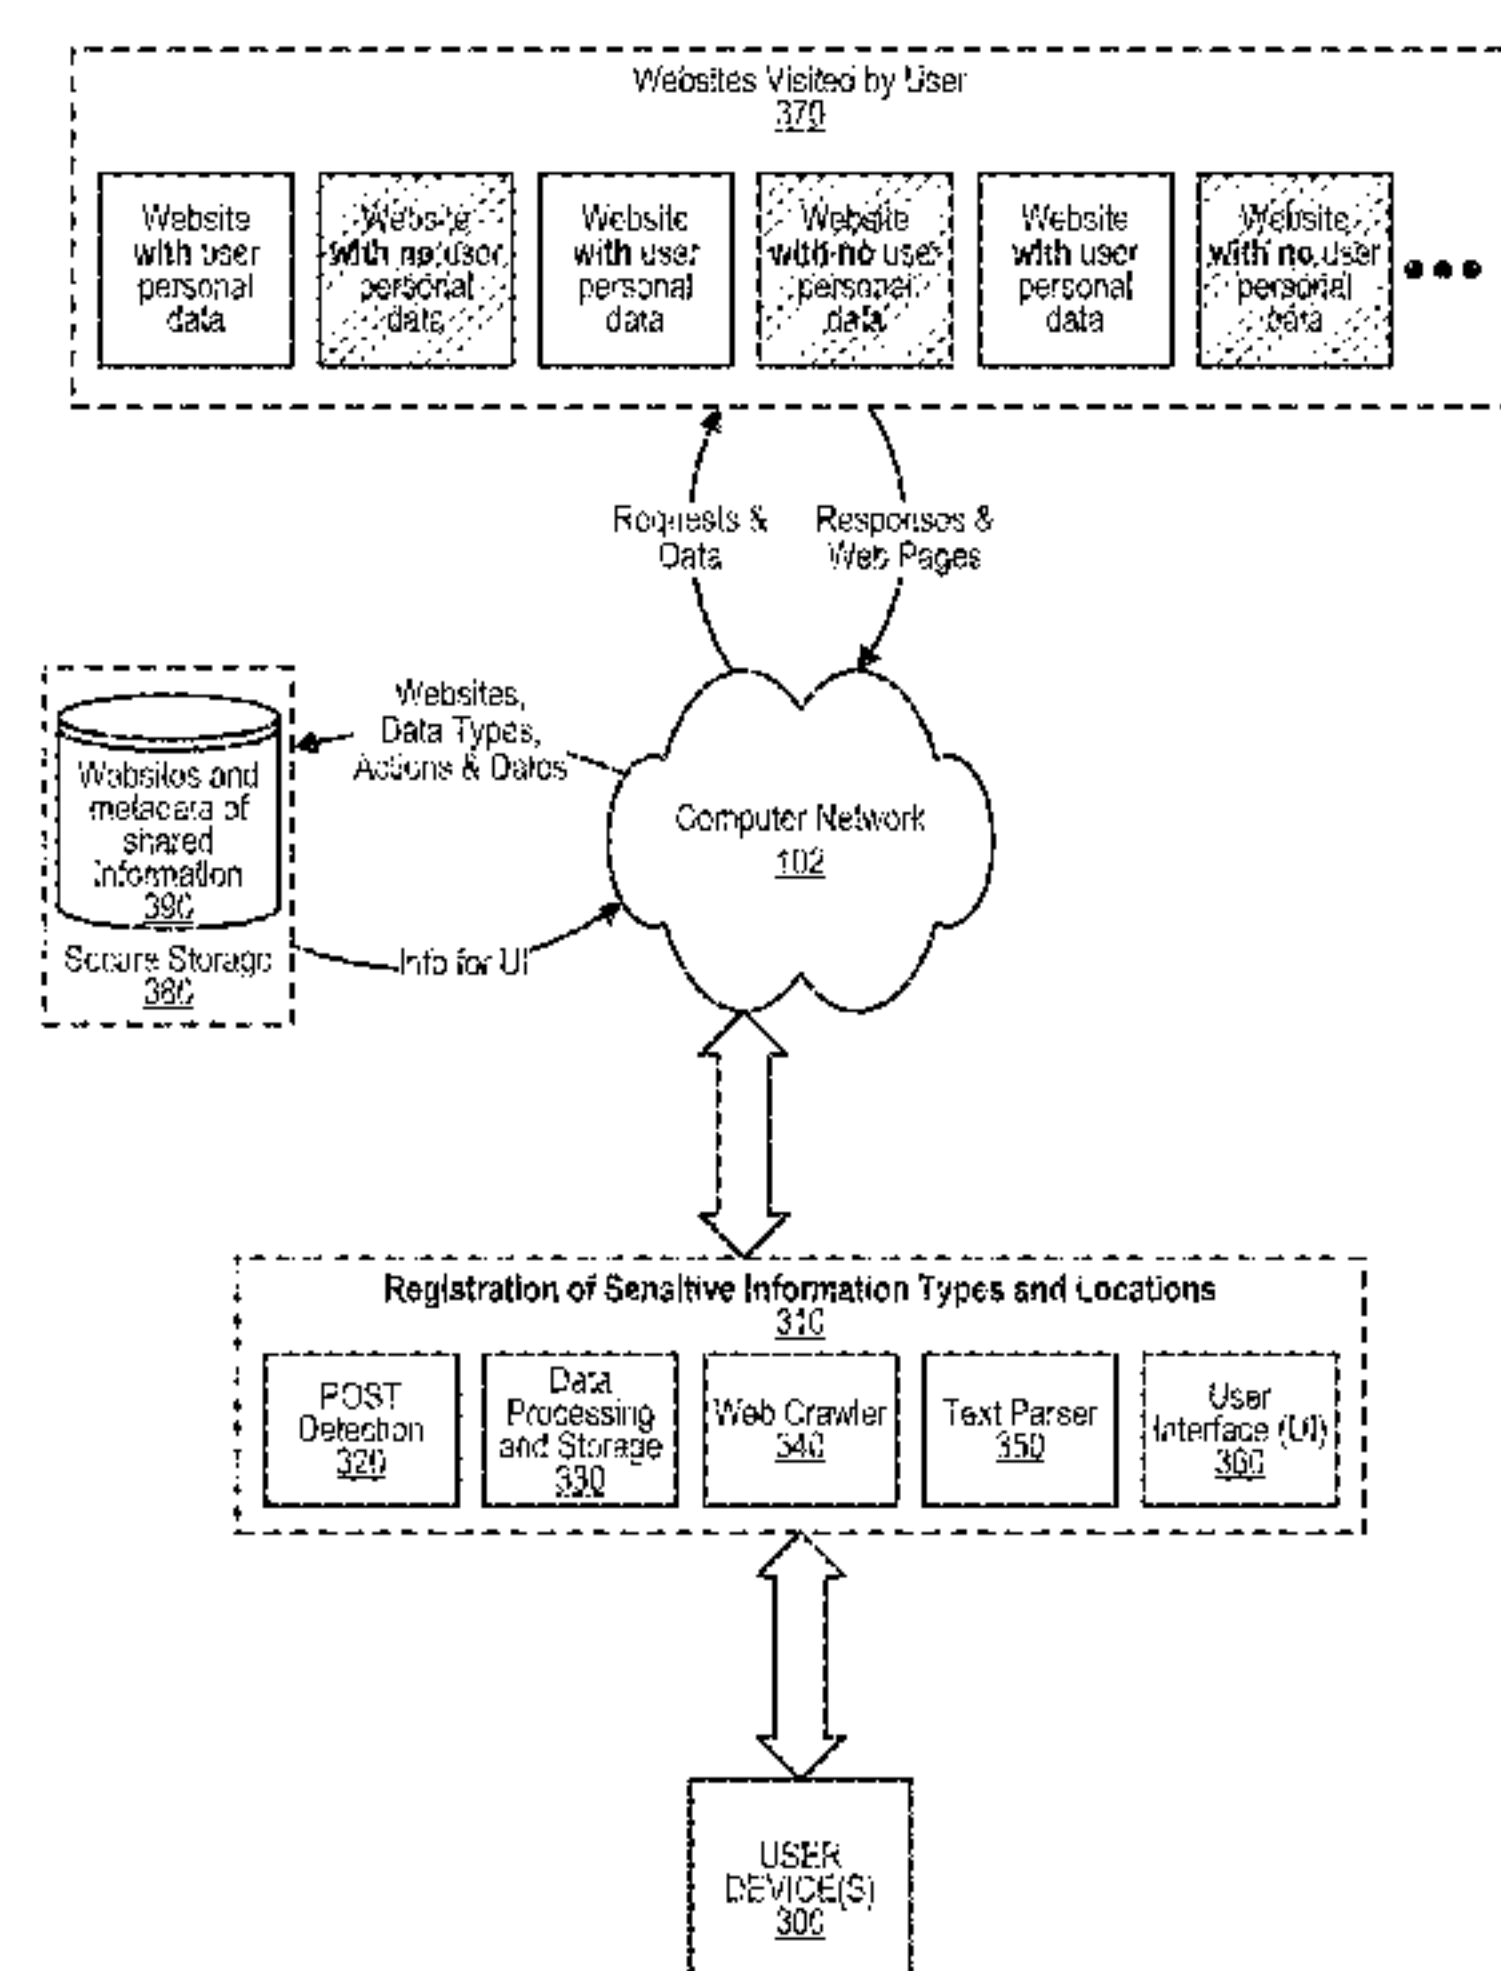 Websites Visited by User
370
Website
with user
personal
data
Website
with no user
personal
data
Website
with user
personal
data
Website
with no user
personal
data
Website
with user
personal
data
Website
with no user
personal
data
Requests &
Data
Responses &
Web Pages
Websites,
Data Types,
Actions & Dates
Websites and
metadata of
shared
Information
390
Secure Storage
380
Info for UI
Computer Network
102
Registration of Sensitive Information Types and Locations
310
POST
Detection
320
Data
Processing
and Storage
330
Web Crawler
340
Text Parser
350
User
Interface (UI)
360
USER
DEVICE(S)
300